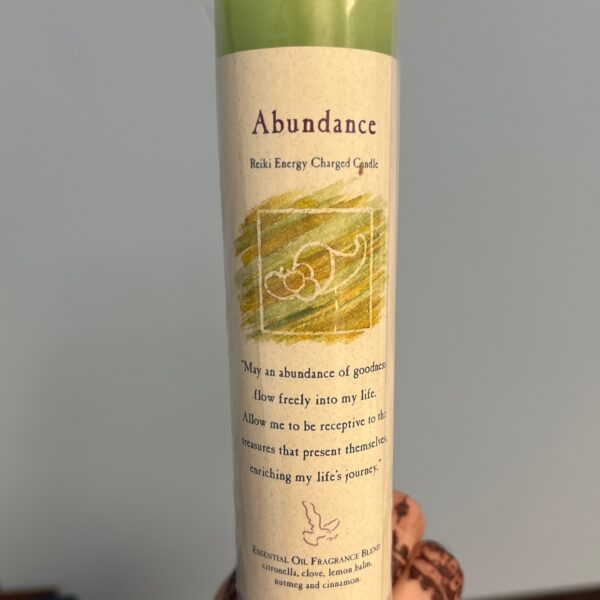 Abundance
Reiki Energy Charged Candle
"May an abundance of goodness
flow freely into my life.
Allow me to be receptive to the
treasures that present themselves,
enriching my life's journey."
Essential Oil Fragrance Blend
citronella, clove, lemon balm,
nutmeg and cinnamon.